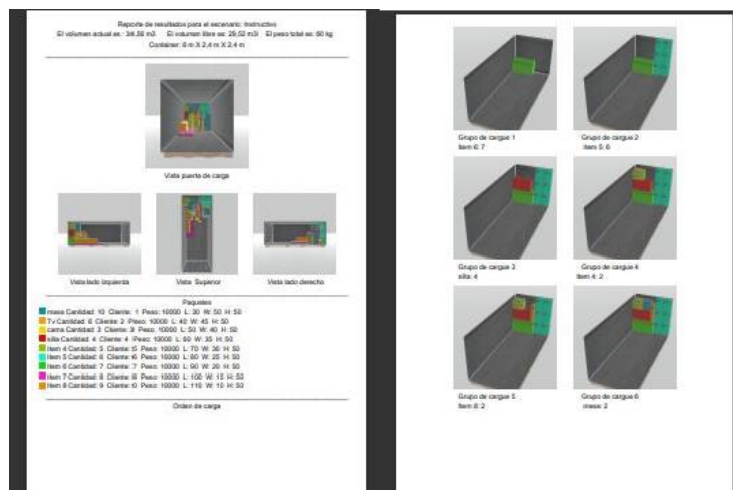 Reporte de resultados para el escenario: Instructivo
El volumen actual es : 34,56 m3 El volumen libre es: 29,52 m3 El peso total es: 60 kg
Container: 6 m X 2,4 m X 2,4 m
Vista puerta de carga
Vista lado izquierda Vista Superior Vista lado derecho
Paquetes
mesa Cantidad: 10 Cliente: 1 Peso: 10000 L: 30 W: 50 H: 50
Tv Cantidad: 6 Cliente: 2 Peso: 10000 L: 40 W: 45 H: 50
cama Cantidad: 3 Cliente: 3 Peso: 10000 L: 50 W: 40 H: 50
silla Cantidad: 4 Cliente: 4 Peso: 10000 L: 60 W: 35 H: 50
Item 4 Cantidad: 5 Cliente: 5 Peso: 10000 L: 70 W: 30 H: 50
Item 5 Cantidad: 6 Cliente: 6 Peso: 10000 L: 80 W: 25 H: 50
Item 6 Cantidad: 7 Cliente: 7 Peso: 10000 L: 90 W: 20 H: 50
Item 7 Cantidad: 8 Cliente: 8 Peso: 10000 L: 100 W: 15 H: 50
Item 8 Cantidad: 9 Cliente: Peso: 10000 L: 110 W: 10 H: 50
Orden de carga
Grupo de cargue 1 Grupo de cargue 2
Item 6: 7 Item 5: 6
Grupo de cargue 3 Grupo de cargue 4
silla: 4 Item 4: 2
Grupo de cargue 5 Grupo de cargue 6
Item 8: 2 mesa: 2